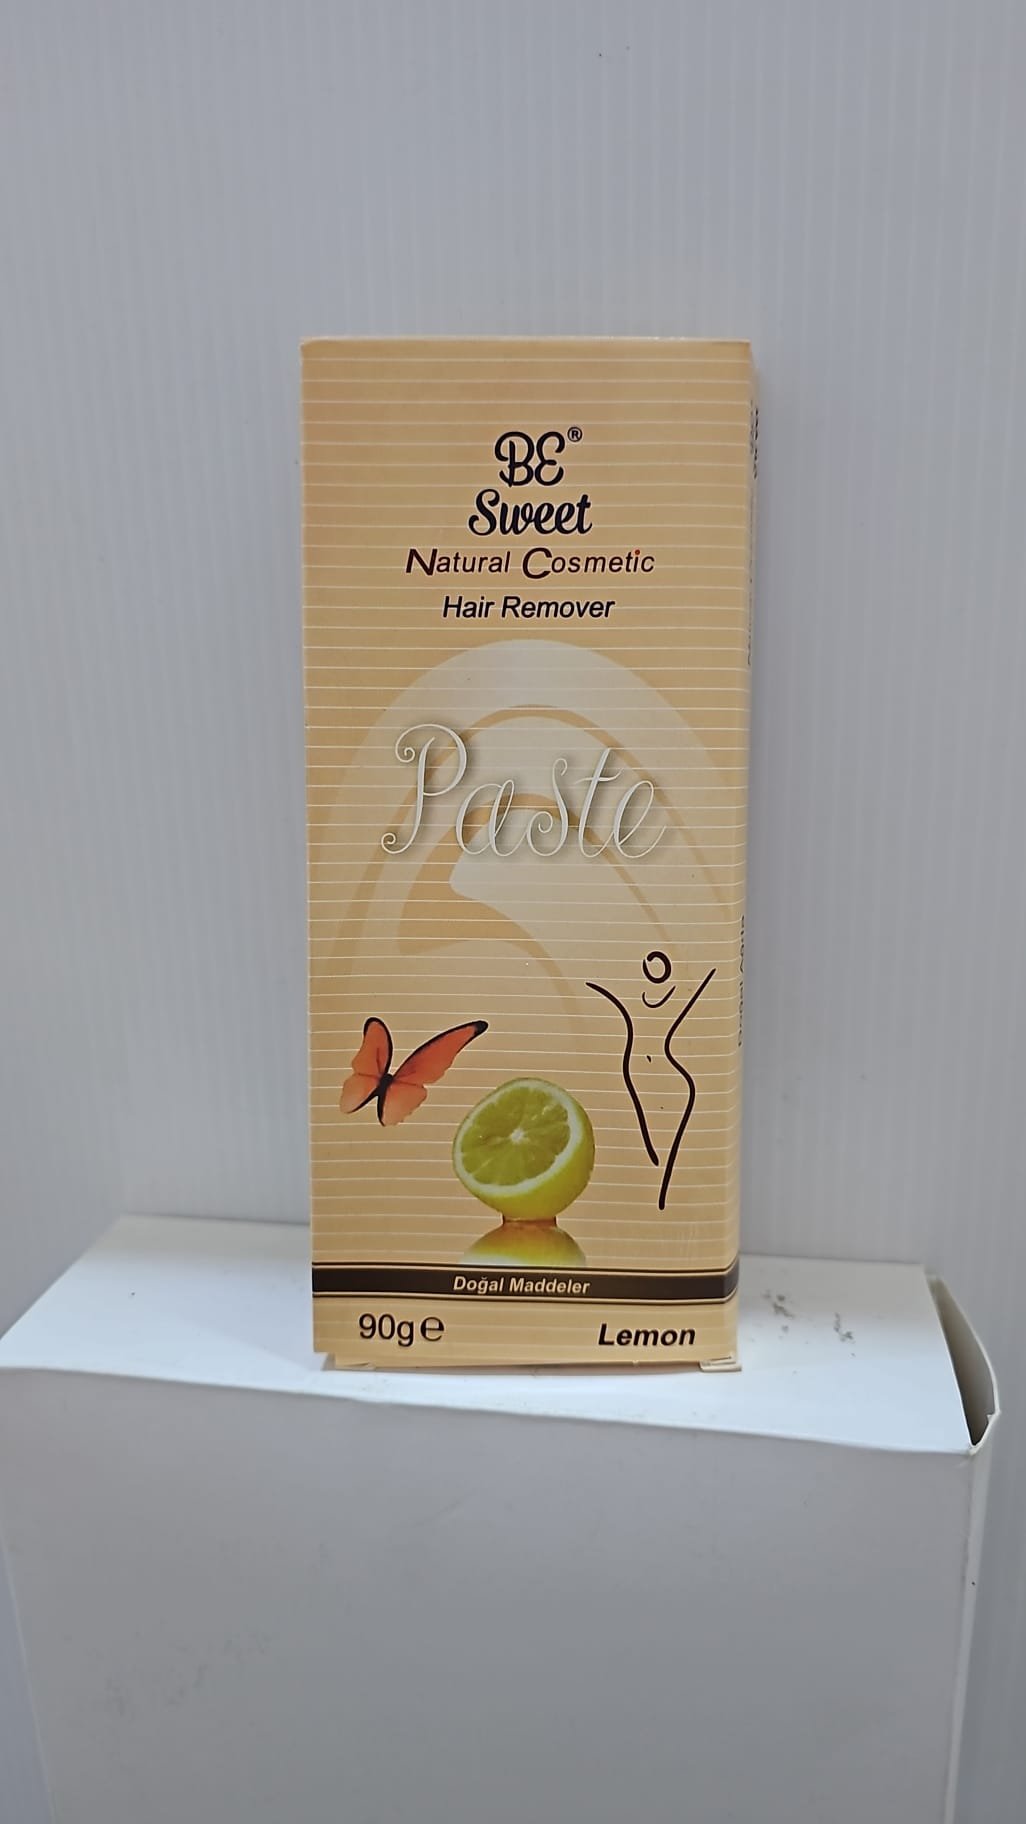 BE®
Sweet
Natural Cosmetic
Hair Remover
Paste
Doğal Maddeler
90g℮
Lemon